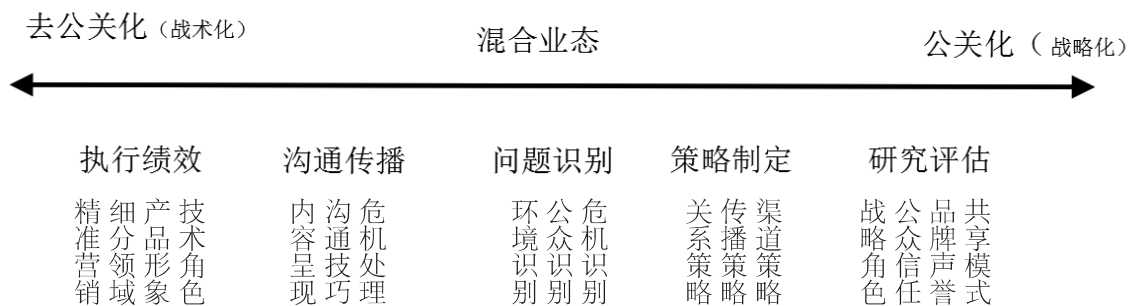 去公关化（战术化）
混合业态
公关化（战略化）
执行绩效
沟通传播
问题识别
策略制定
研究评估
精准营销
细分领域
产品形象
技术角色
内容呈现
沟通技巧
危机处理
环境识别
公众识别
危机识别
关系策略
传播策略
渠道策略
战略角色
公众信任
品牌声誉
共享模式